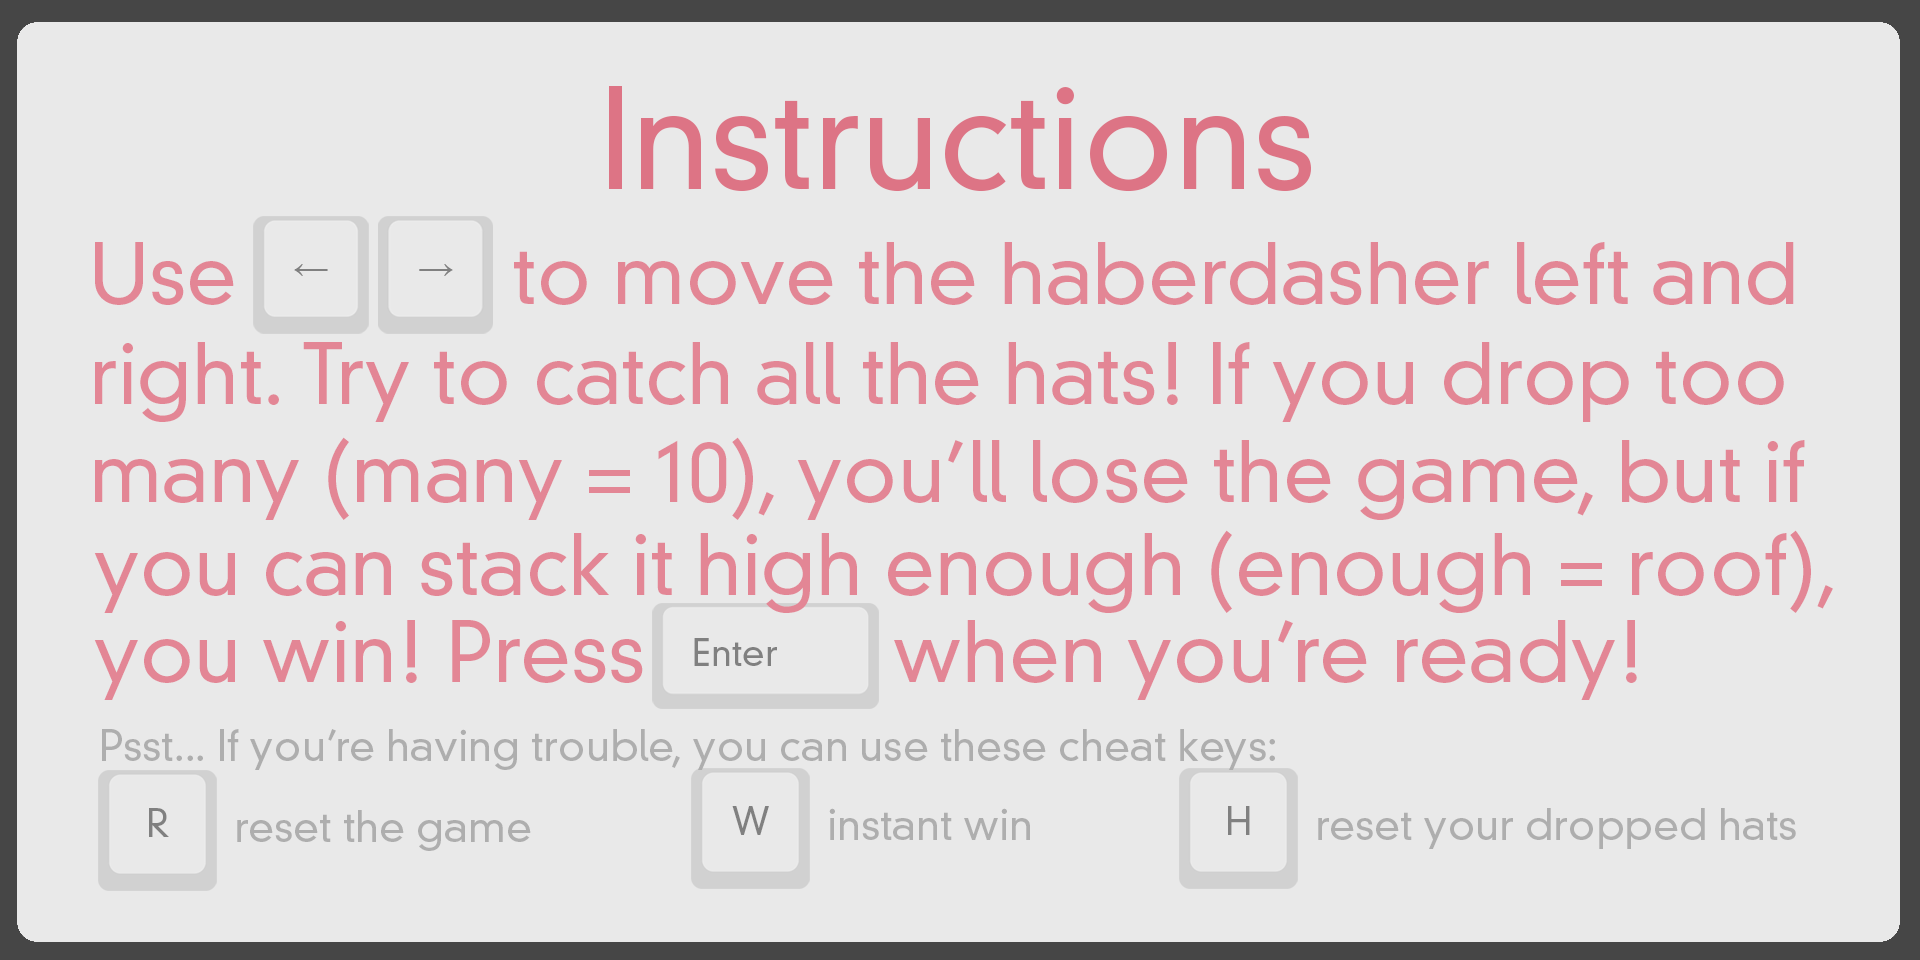 Instructions
Use ← → to move the haberdasher left and
right. Try to catch all the hats! If you drop too
many (many = 10), you’ll lose the game, but if
you can stack it high enough (enough = roof),
you win! Press Enter when you’re ready!
Psst... If you’re having trouble, you can use these cheat keys:
R reset the game W instant win H reset your dropped hats